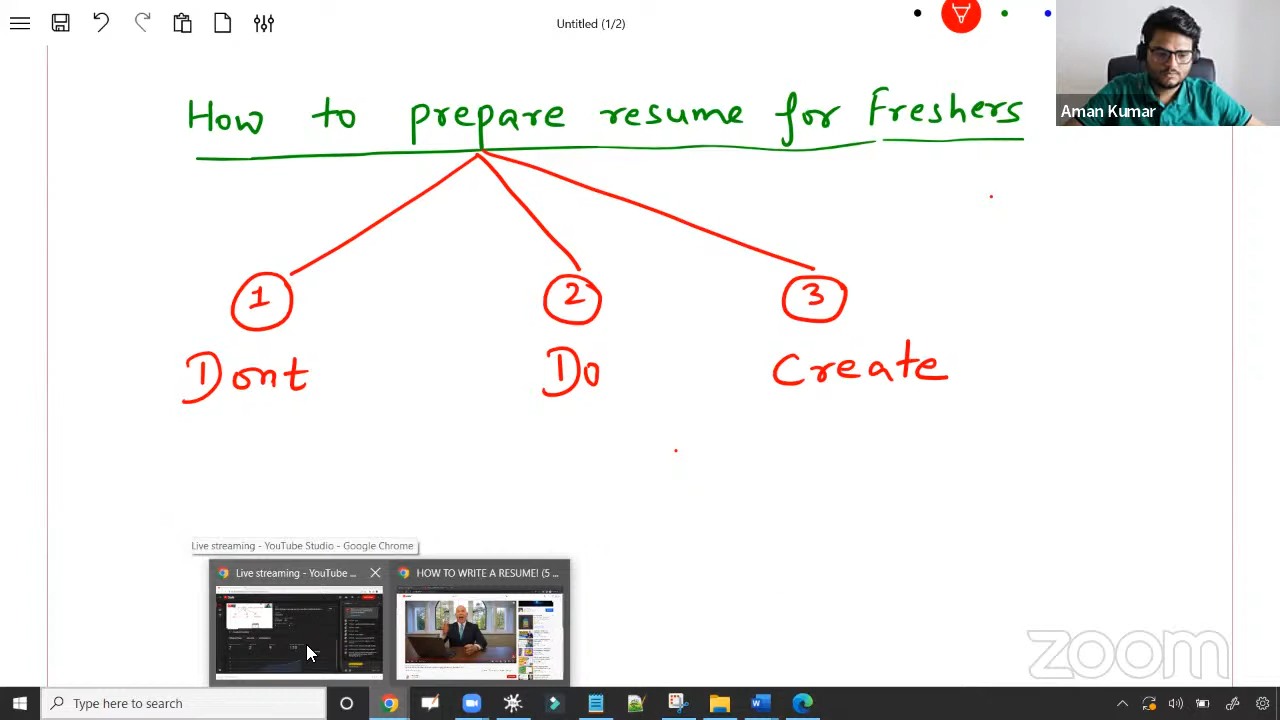 Untitled (1/2)
Aman Kumar
How to prepare resume for Freshers
1 2 3
Dont Do Create
Live streaming - YouTube Studio - Google Chrome
Live streaming - YouTube ...
HOW TO WRITE A RESUME! (5 ...
zoom
Type here to search